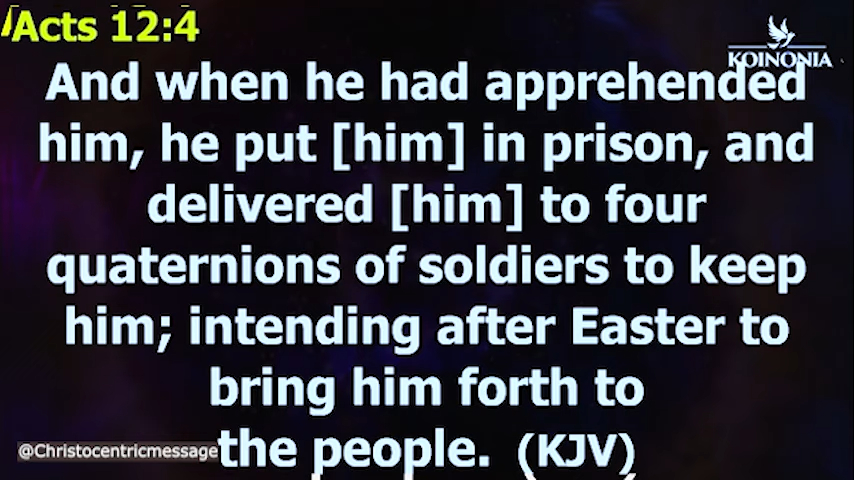 Acts 12:4
KOINONIA
And when he had apprehended
him, he put [him] in prison, and
delivered [him] to four
quaternions of soldiers to keep
him; intending after Easter to
bring him forth to
the people. (KJV)
@Christocentricmessage